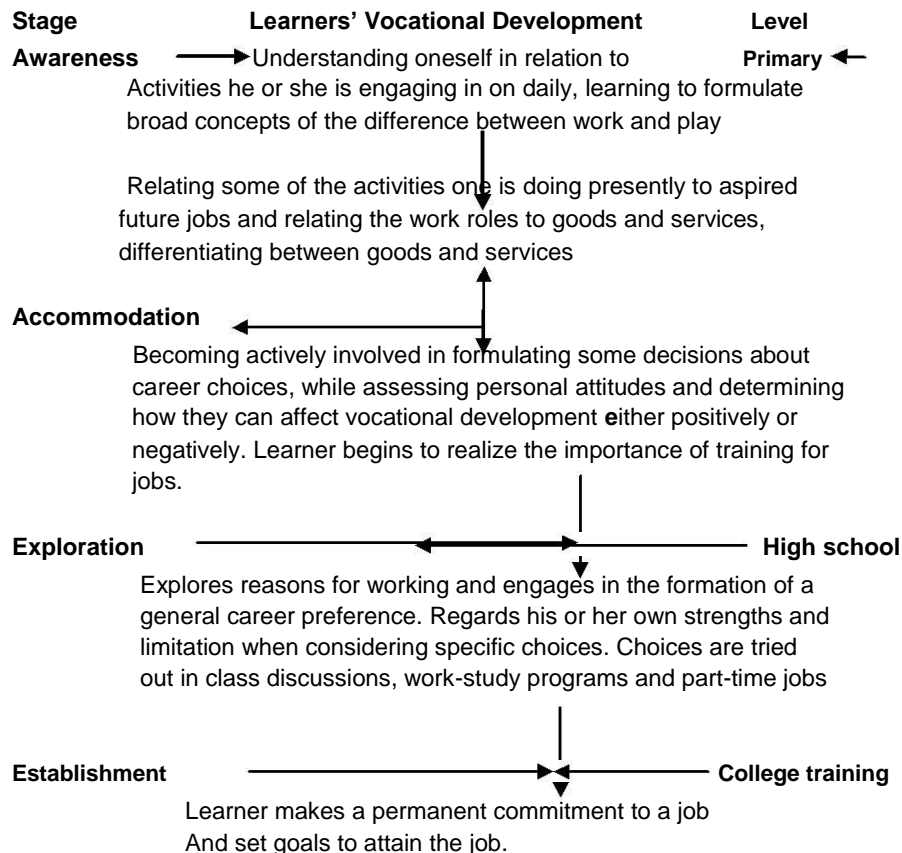 Stage Learners' Vocational Development Level
Awareness Understanding oneself in relation to Primary
Activities he or she is engaging in on daily, learning to formulate
broad concepts of the difference between work and play
Relating some of the activities one is doing presently to aspired
future jobs and relating the work roles to goods and services,
differentiating between goods and services
Accommodation
Becoming actively involved in formulating some decisions about
career choices, while assessing personal attitudes and determining
how they can affect vocational development either positively or
negatively. Learner begins to realize the importance of training for
jobs.
Exploration High school
Explores reasons for working and engages in the formation of a
general career preference. Regards his or her own strengths and
limitation when considering specific choices. Choices are tried
out in class discussions, work-study programs and part-time jobs
Establishment College training
Learner makes a permanent commitment to a job
And set goals to attain the job.